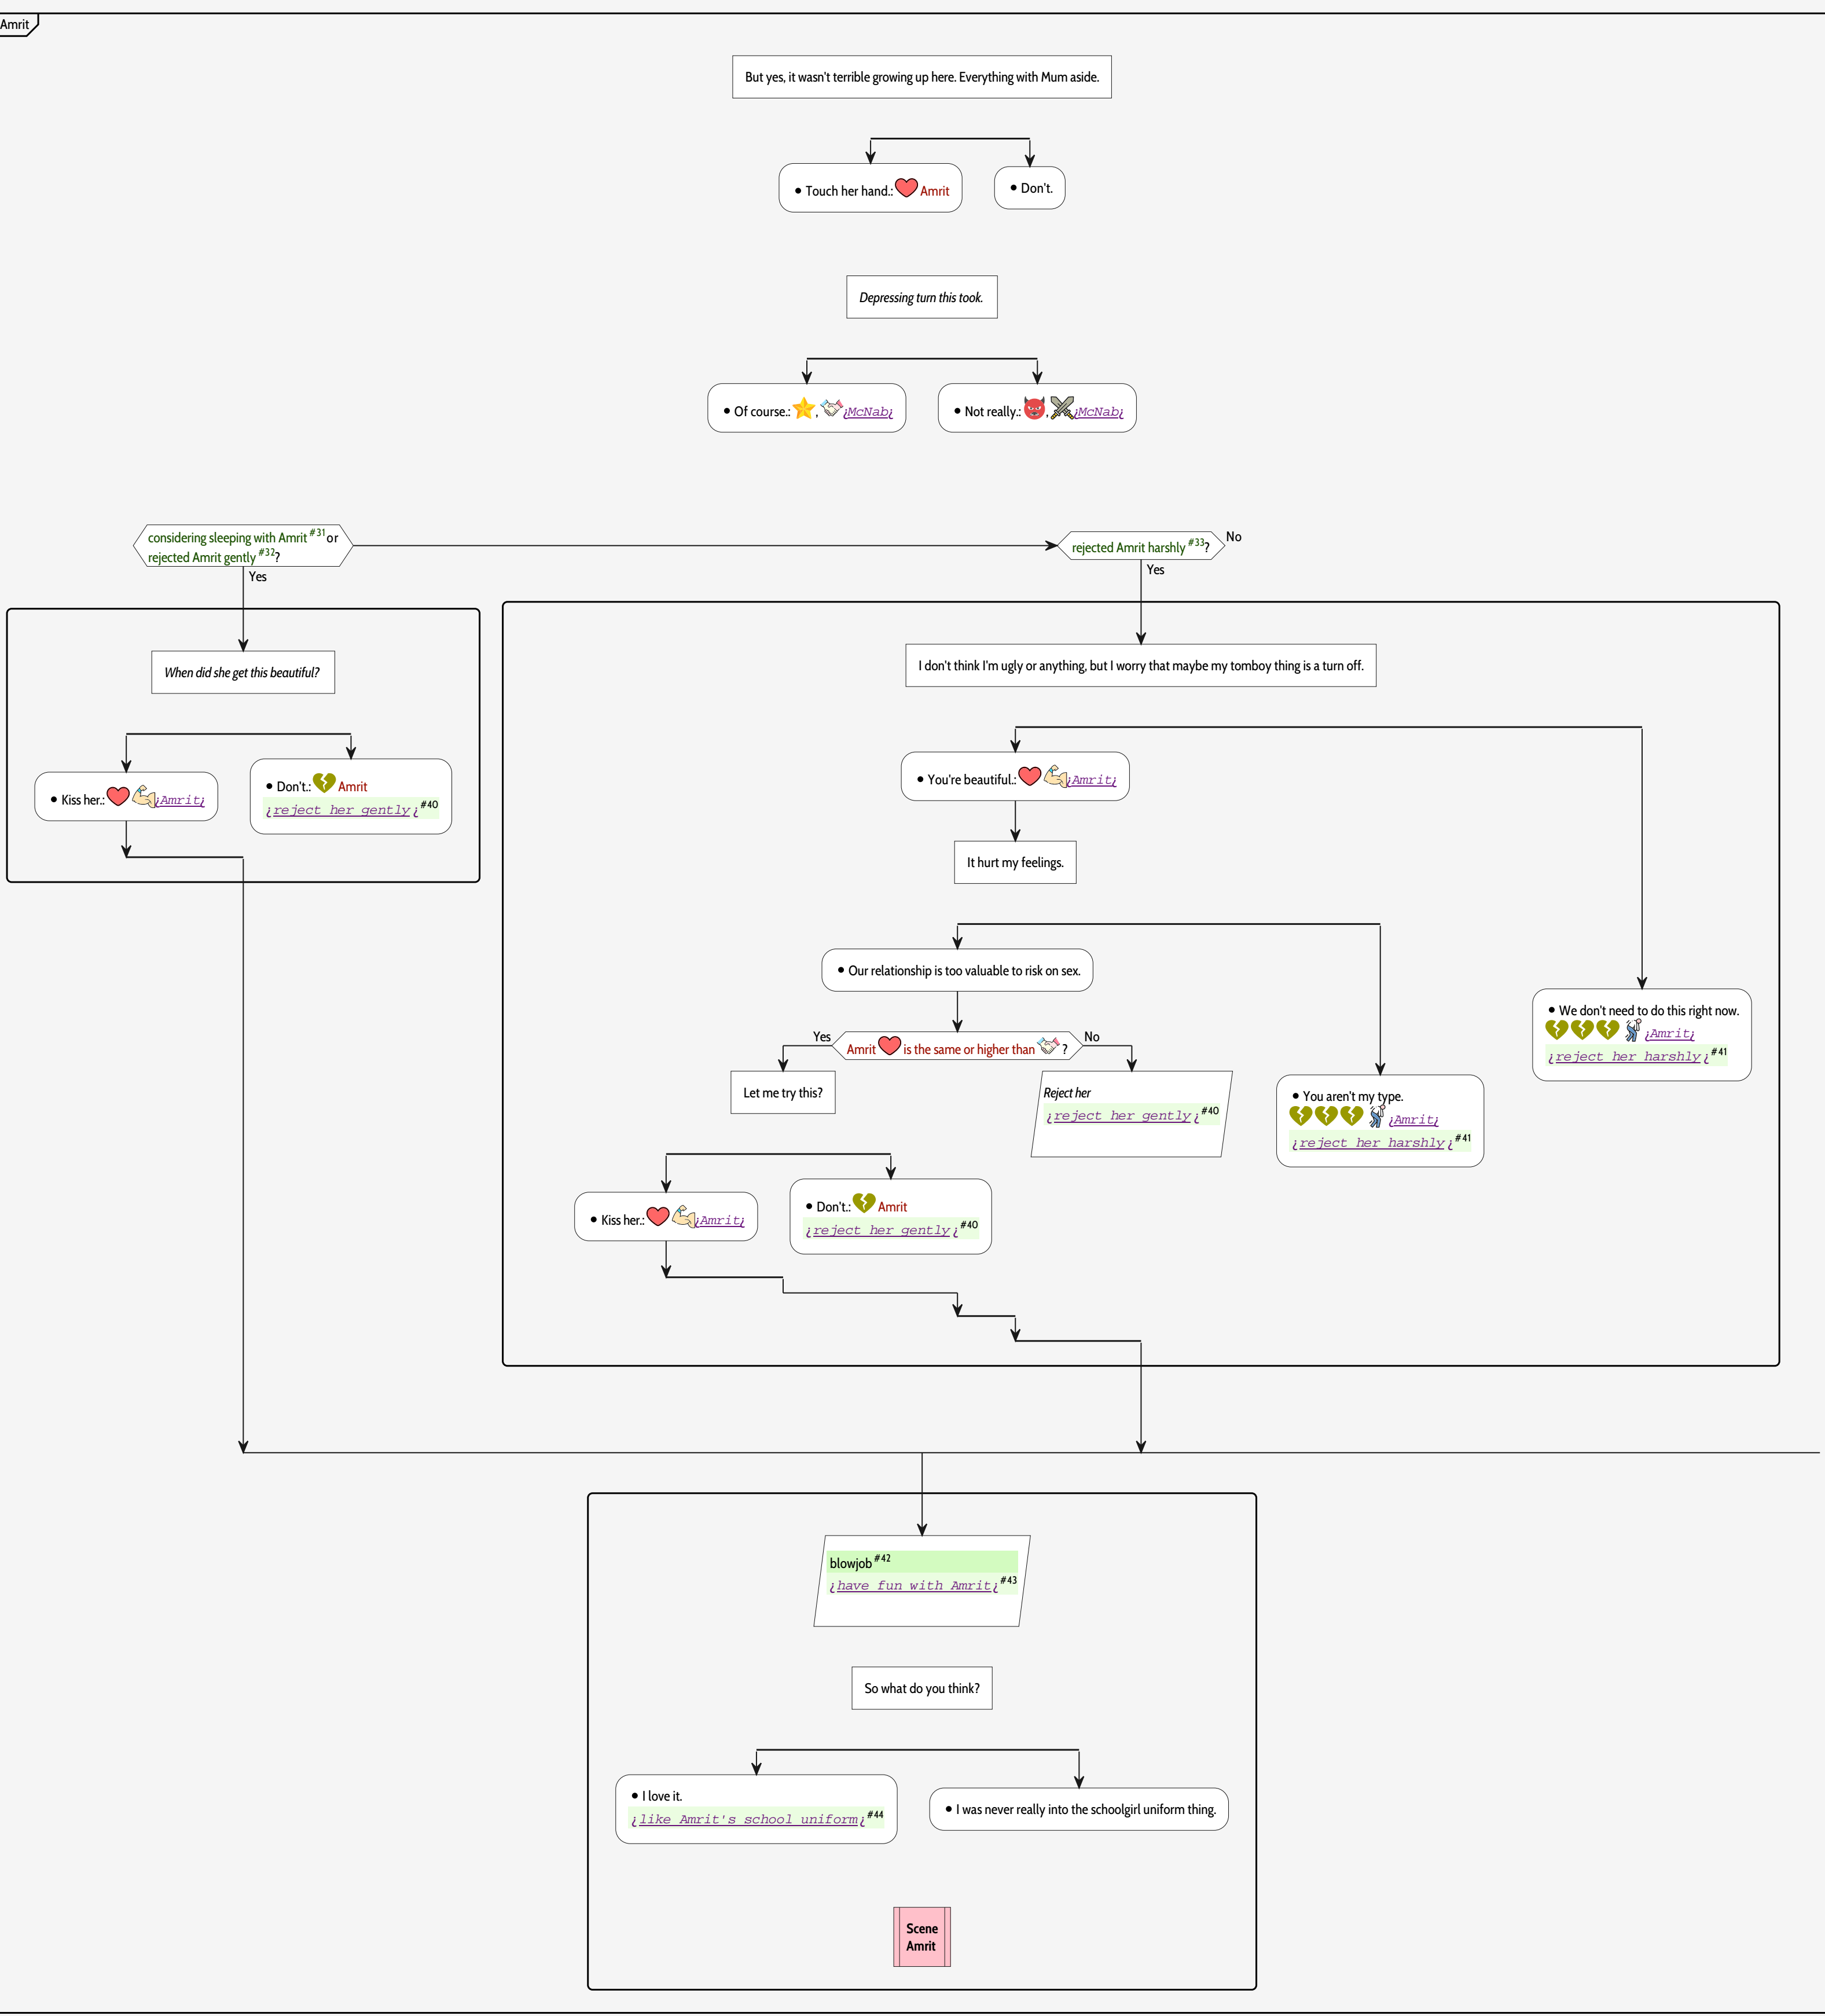 Amrit
But yes, it wasn't terrible growing up here. Everything with Mum aside.
• Touch her hand.: Amrit
• Don't.
Depressing turn this took.
• Of course.: , ¿McNab¿
• Not really.: , ¿McNab¿
considering sleeping with Amrit #31 or
rejected Amrit gently #32?
Yes
rejected Amrit harshly #33?
No
Yes
When did she get this beautiful?
• Kiss her.: ¿Amrit¿
• Don't.: Amrit
¿reject her gently¿ #40
I don't think I'm ugly or anything, but I worry that maybe my tomboy thing is a turn off.
• You're beautiful.: ¿Amrit¿
It hurt my feelings.
• Our relationship is too valuable to risk on sex.
Yes
Amrit is the same or higher than ?
No
Let me try this?
Reject her
¿reject her gently¿ #40
• You aren't my type.
¿Amrit¿
¿reject her harshly¿ #41
• We don't need to do this right now.
¿Amrit¿
¿reject her harshly¿ #41
• Kiss her.: ¿Amrit¿
• Don't.: Amrit
¿reject her gently¿ #40
blowjob #42
¿have fun with Amrit¿ #43
So what do you think?
• I love it.
¿like Amrit's school uniform¿ #44
• I was never really into the schoolgirl uniform thing.
Scene
Amrit